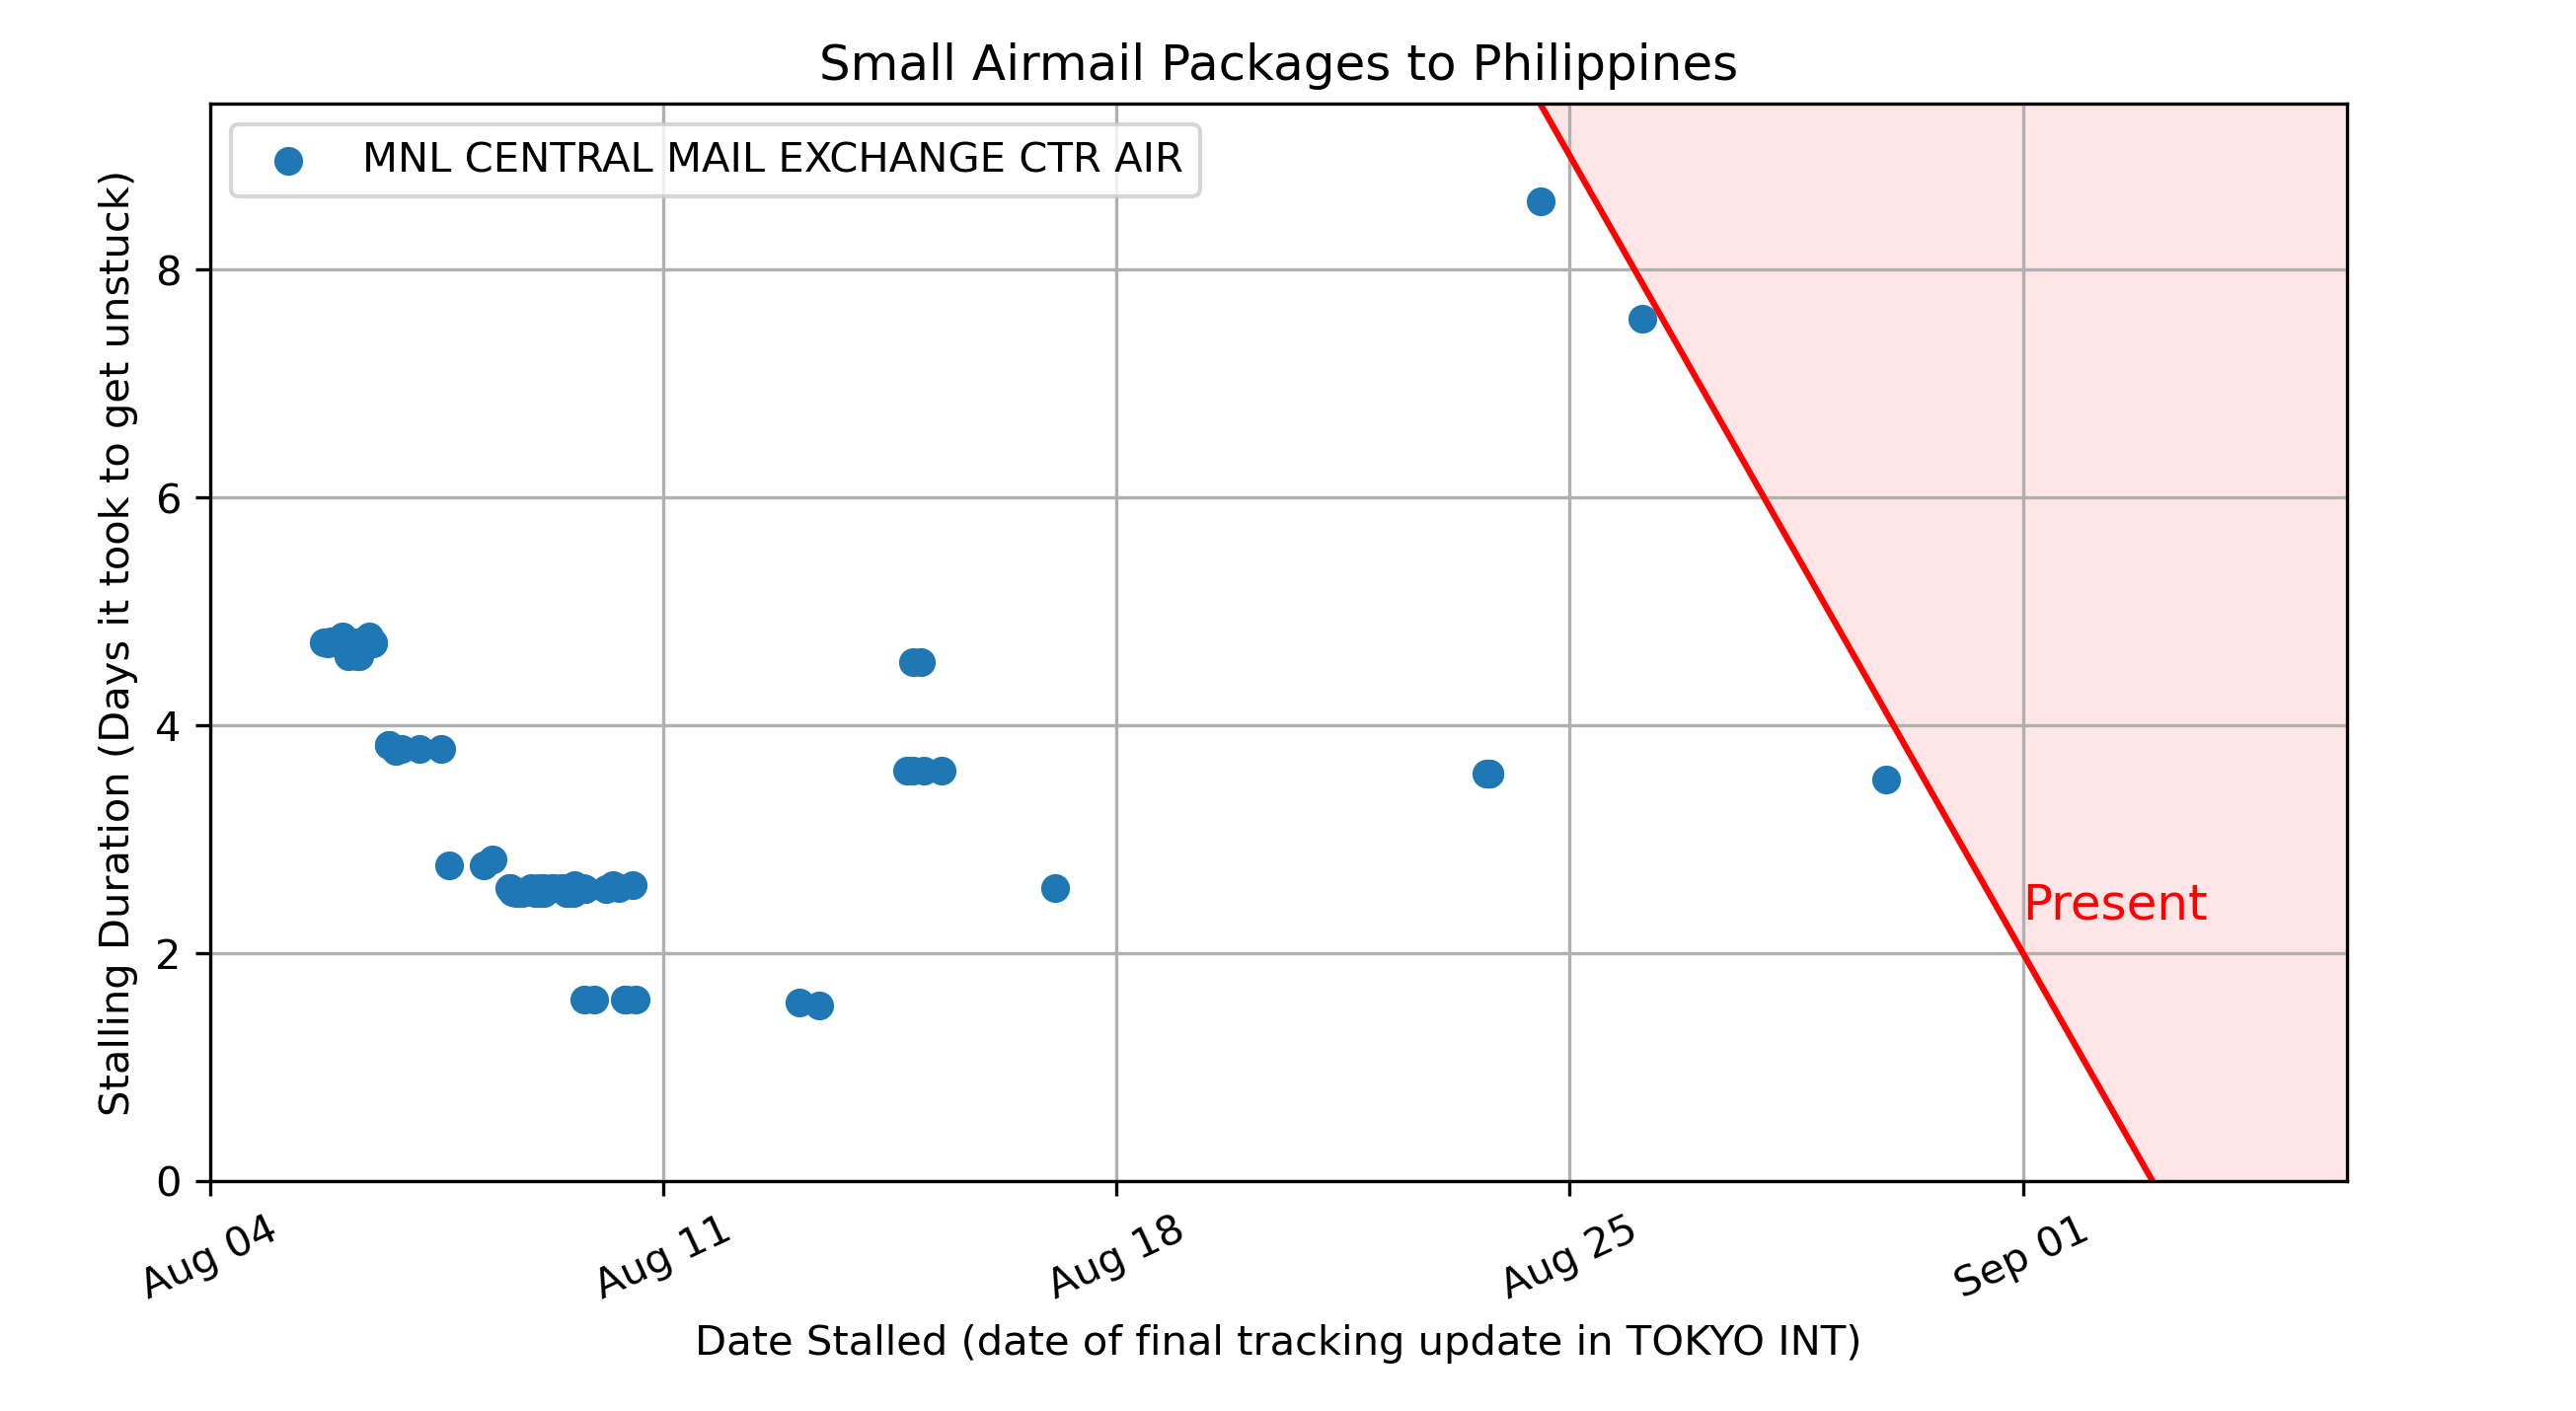 Small Airmail Packages to Philippines
MNL CENTRAL MAIL EXCHANGE CTR AIR
Stalling Duration (Days it took to get unstuck)
8
6
4
2
0
Present
Aug 04
Aug 11
Aug 18
Aug 25
Sep 01
Date Stalled (date of final tracking update in TOKYO INT)